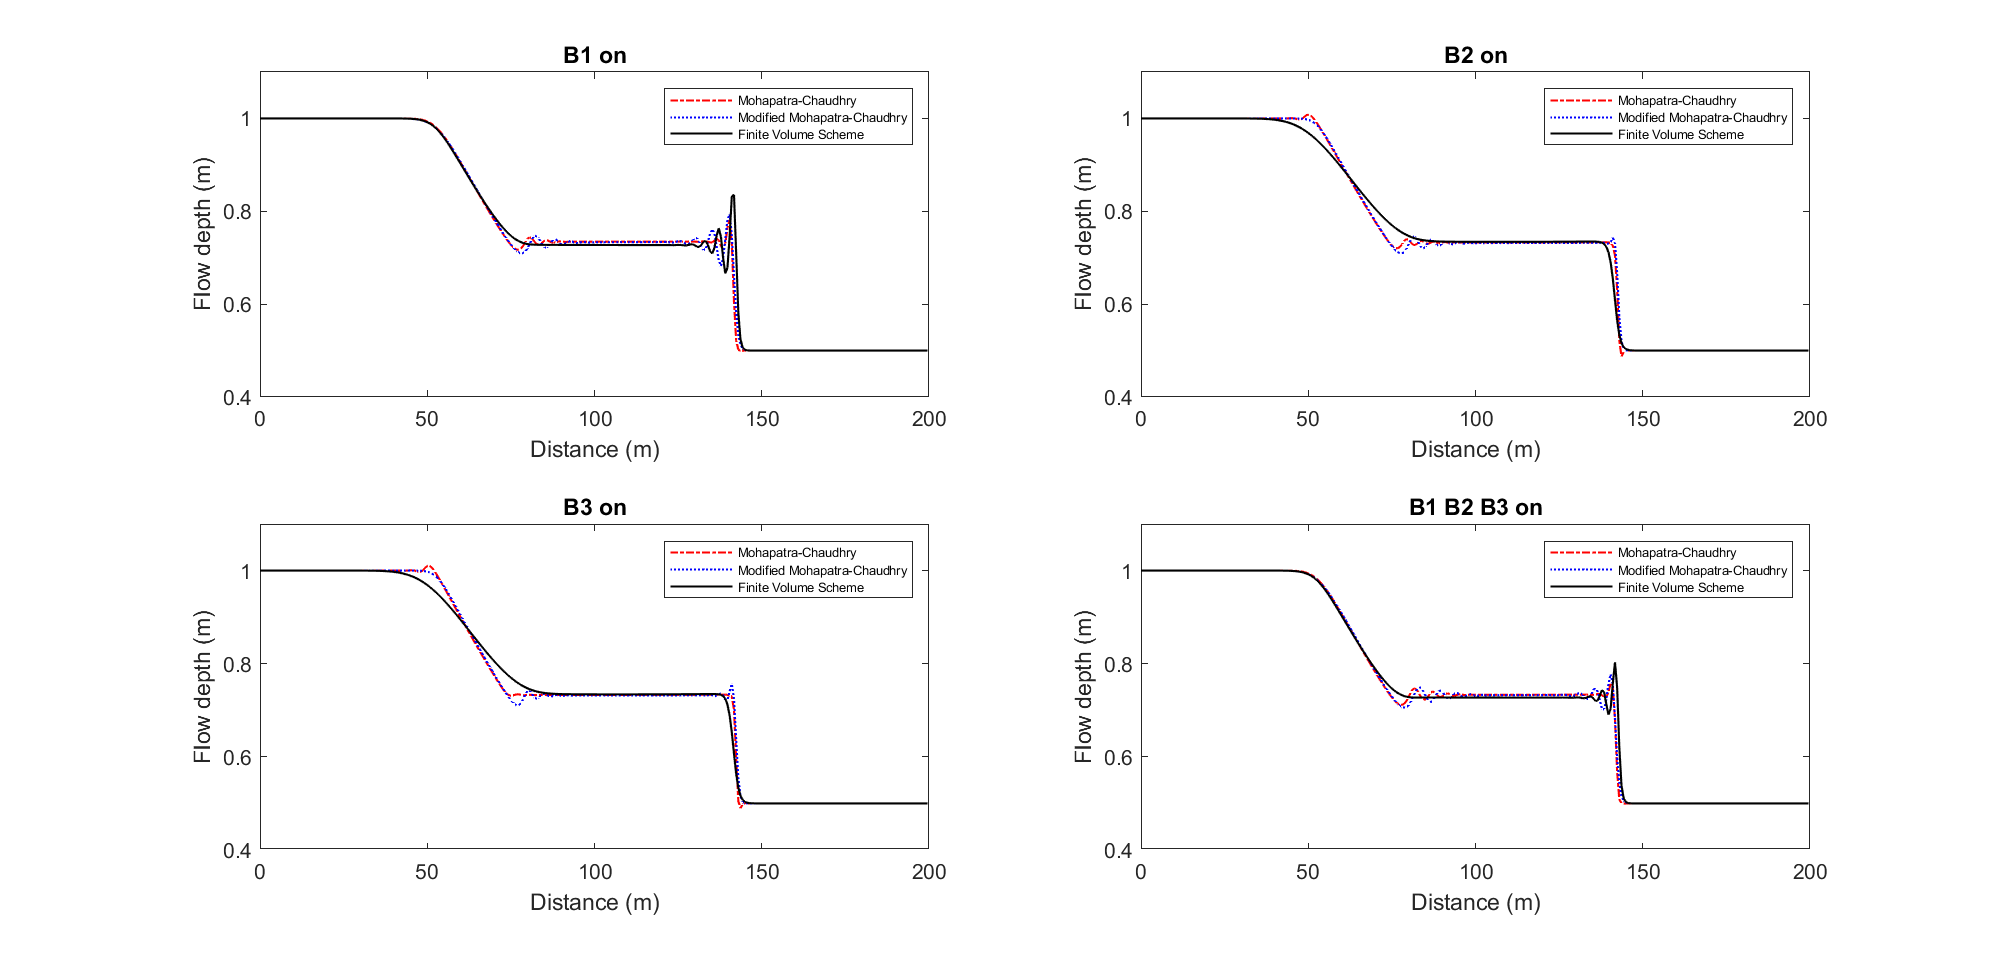 B1 on
Flow depth (m)
1
0.8
0.6
0.4
Mohapatra-Chaudhry
Modified Mohapatra-Chaudhry
Finite Volume Scheme
0 50 100 150 200
Distance (m)
B2 on
Flow depth (m)
1
0.8
0.6
0.4
Mohapatra-Chaudhry
Modified Mohapatra-Chaudhry
Finite Volume Scheme
0 50 100 150 200
Distance (m)
B3 on
Flow depth (m)
1
0.8
0.6
0.4
Mohapatra-Chaudhry
Modified Mohapatra-Chaudhry
Finite Volume Scheme
0 50 100 150 200
Distance (m)
B1 B2 B3 on
Flow depth (m)
1
0.8
0.6
0.4
Mohapatra-Chaudhry
Modified Mohapatra-Chaudhry
Finite Volume Scheme
0 50 100 150 200
Distance (m)